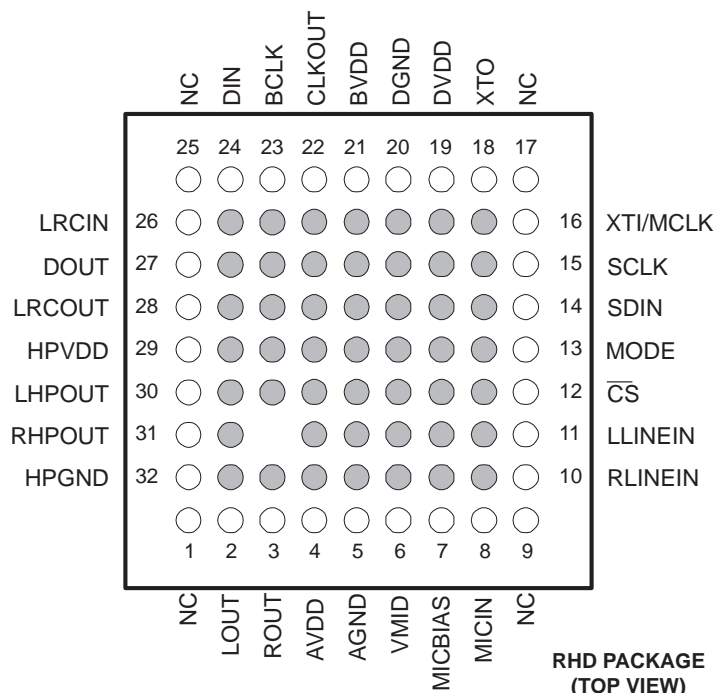 NC DIN BCLK CLKOUT BVDD DGND DVDD XTO NC
25 24 23 22 21 20 19 18 17
LRCIN 26 16 XTI/MCLK
DOUT 27 15 SCLK
LRCOUT 28 14 SDIN
HPVDD 29 13 MODE
LHPOUT 30 12 C̅S̅
RHPOUT 31 11 LLINEIN
HPGND 32 10 RLINEIN
1 2 3 4 5 6 7 8 9
NC LOUT ROUT AVDD AGND VMID MICBIAS MICIN NC
RHD PACKAGE
(TOP VIEW)